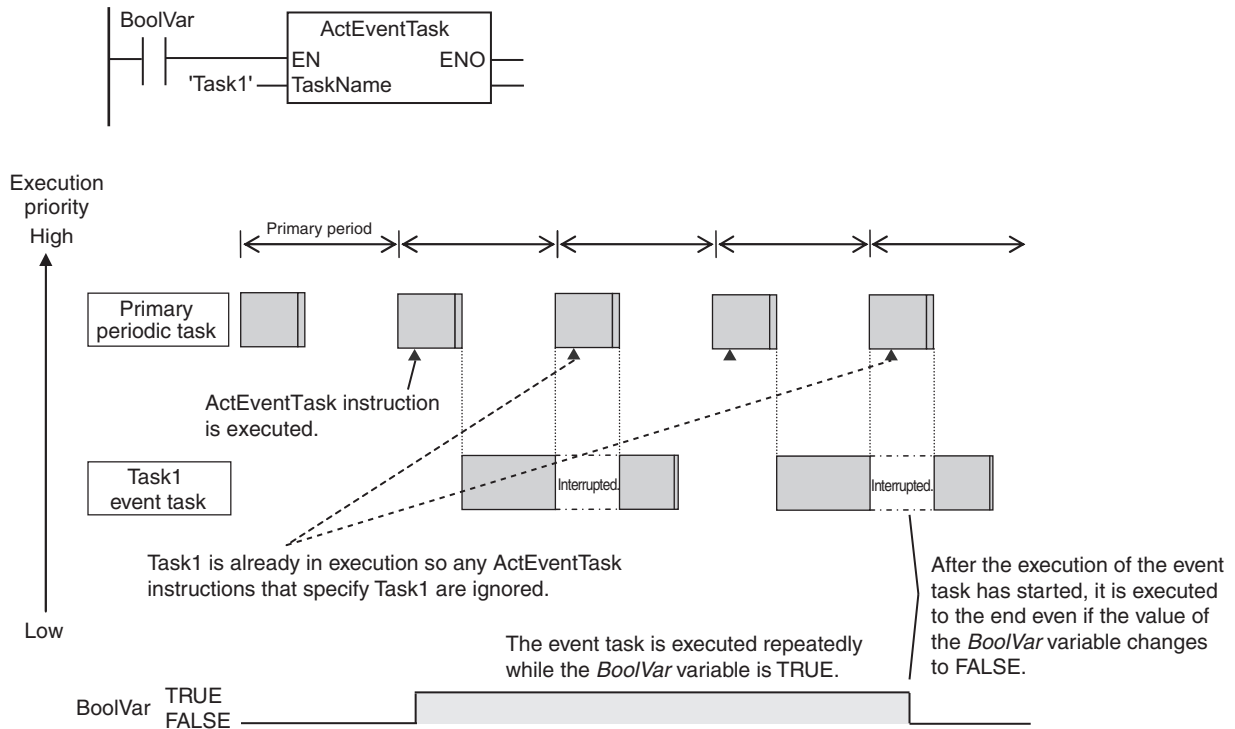 BoolVar
ActEventTask
EN ENO
'Task1' TaskName
Execution
priority
High
Primary period
Primary
periodic task
ActEventTask instruction
is executed.
Task1
event task
Interrupted.
Interrupted.
Task1 is already in execution so any ActEventTask
instructions that specify Task1 are ignored.
After the execution of the event
task has started, it is executed
to the end even if the value of
the BoolVar variable changes
to FALSE.
Low
The event task is executed repeatedly
while the BoolVar variable is TRUE.
BoolVar TRUE
FALSE